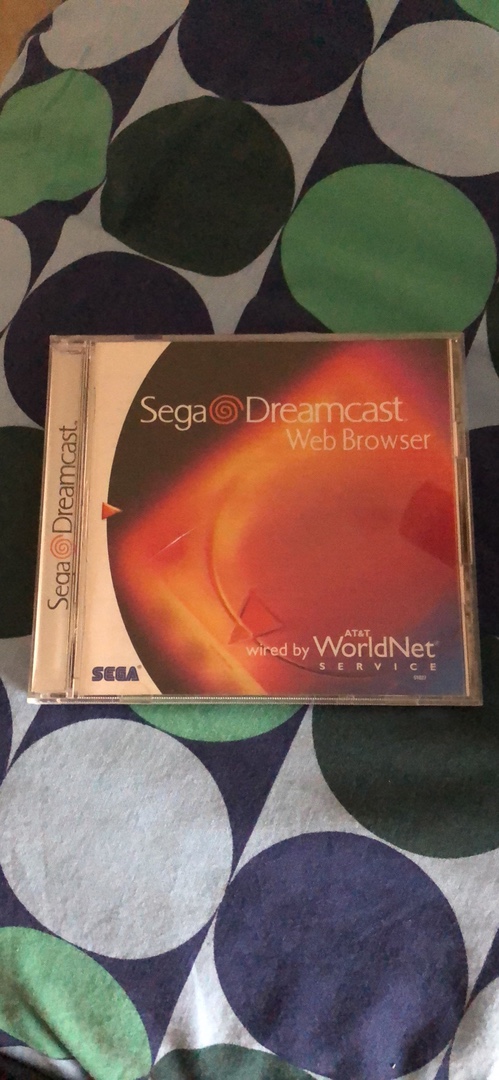 Sega Dreamcast
Sega Dreamcast
Web Browser
wired by AT&T WorldNet®
SERVICE
SEGA®